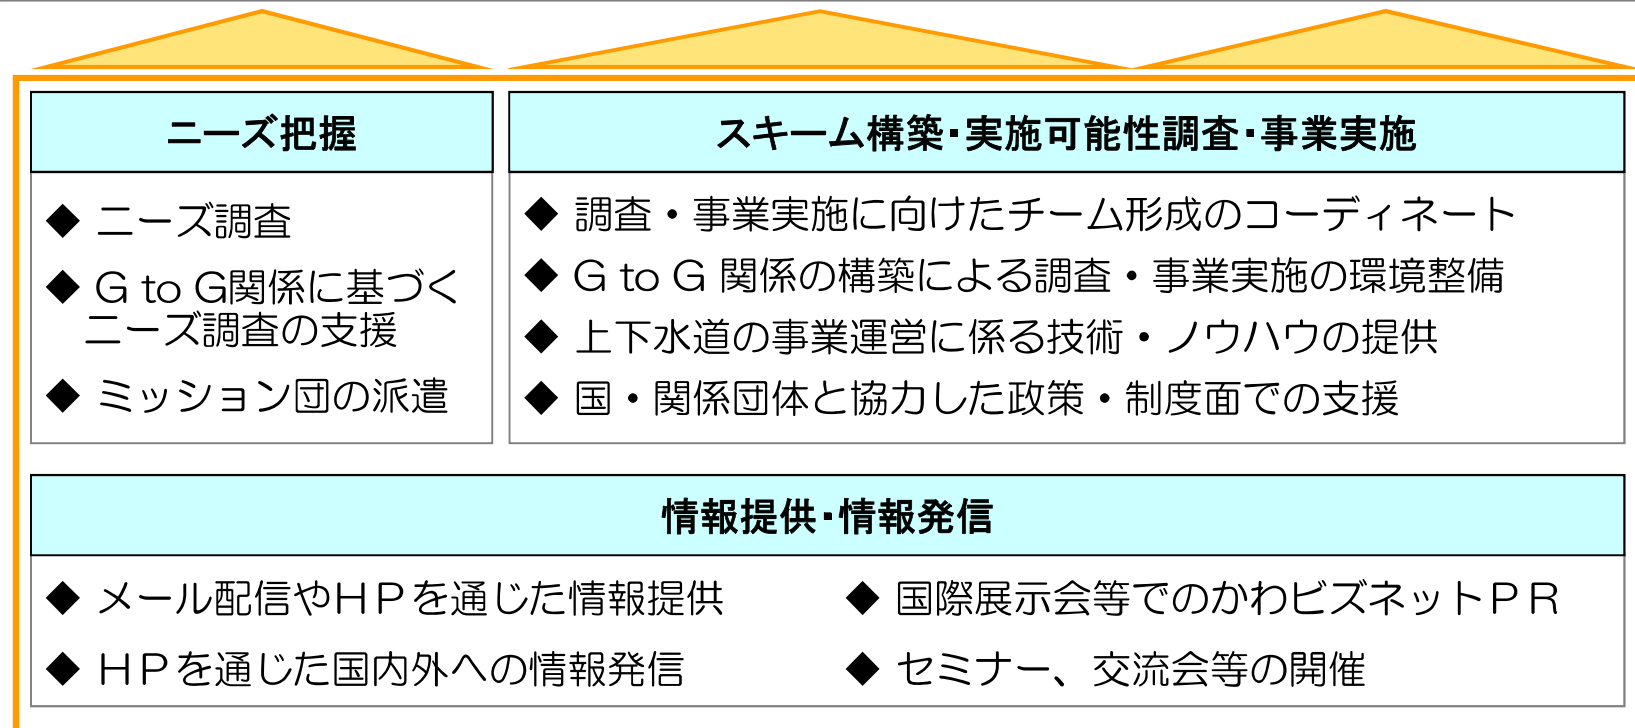 ニーズ把握
◆ ニーズ調査
◆ G to G関係に基づく
ニーズ調査の支援
◆ ミッション団の派遣
スキーム構築・実施可能性調査・事業実施
◆ 調査・事業実施に向けたチーム形成のコーディネート
◆ G to G 関係の構築による調査・事業実施の環境整備
◆ 上下水道の事業運営に係る技術・ノウハウの提供
◆ 国・関係団体と協力した政策・制度面での支援
情報提供・情報発信
◆ メール配信やＨＰを通じた情報提供
◆ ＨＰを通じた国内外への情報発信
◆ 国際展示会等でのかわビズネットＰＲ
◆ セミナー、交流会等の開催